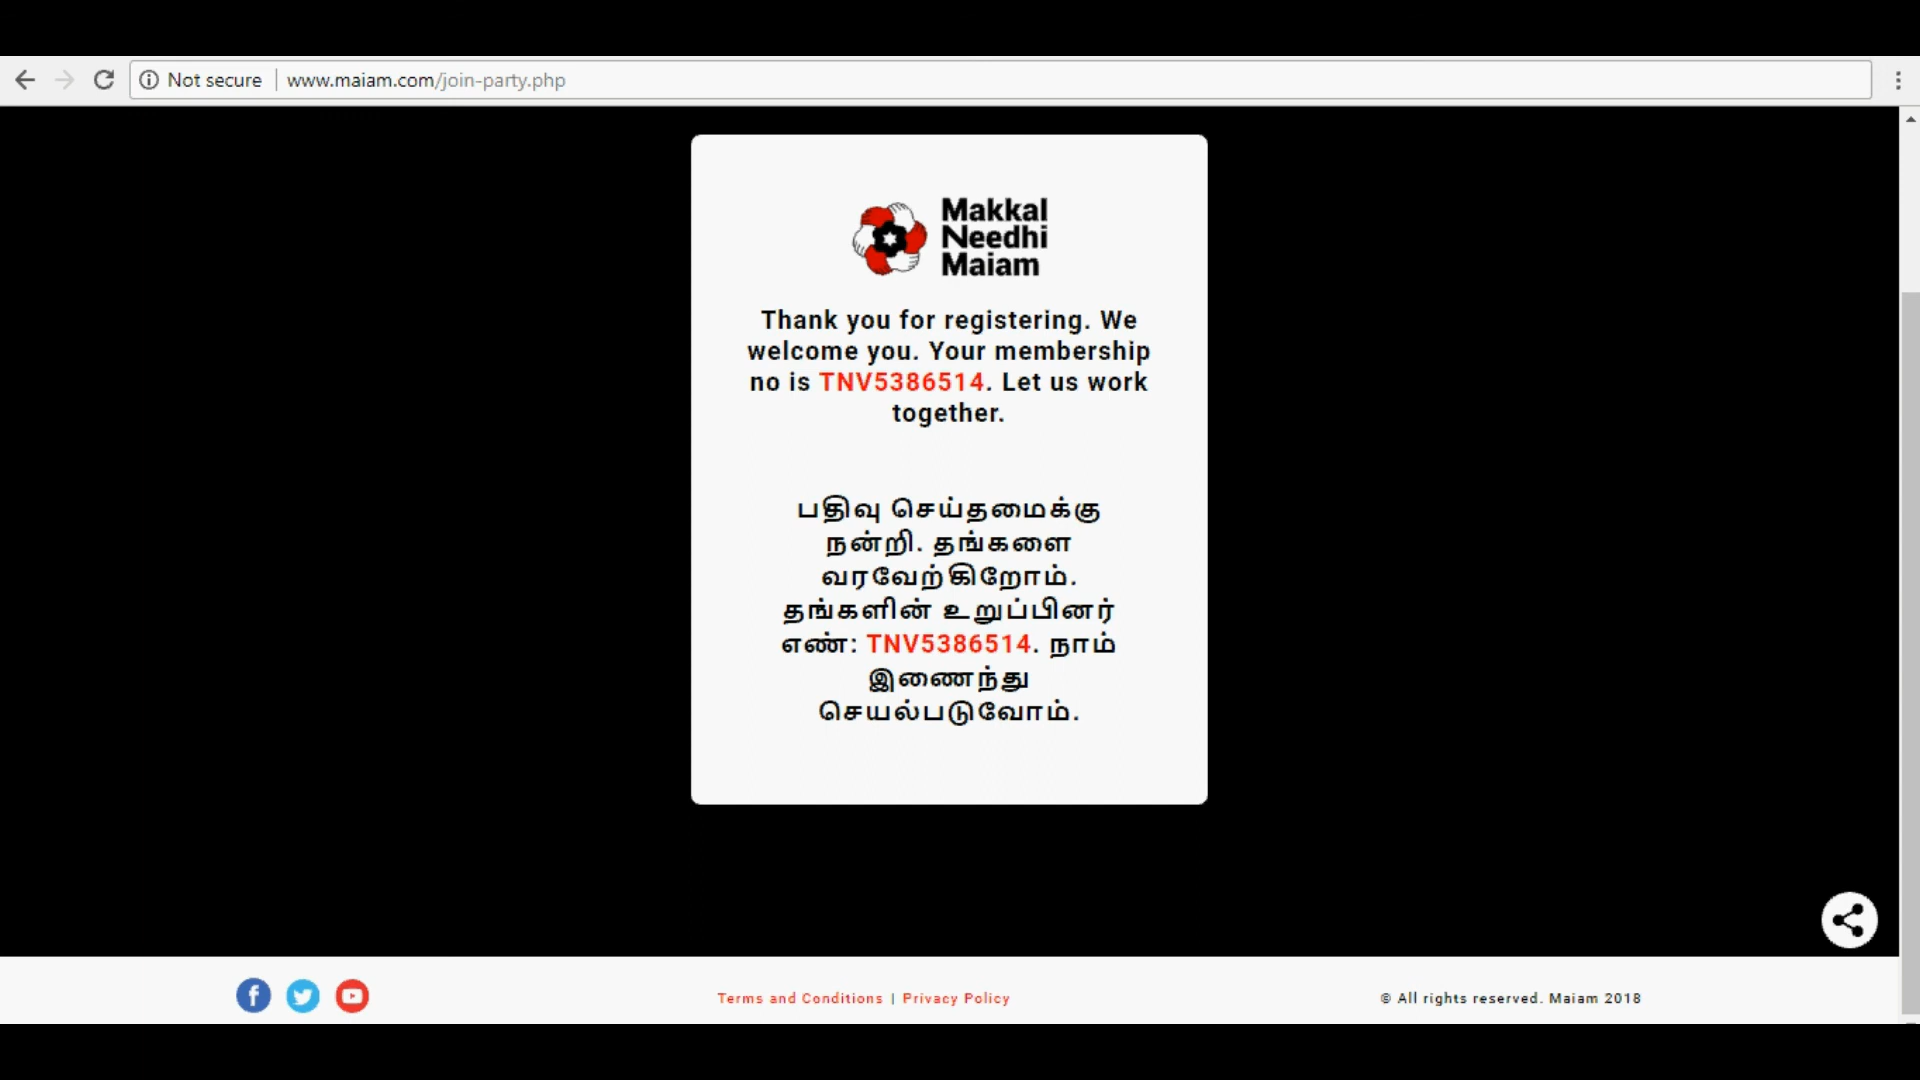 Not secure | www.maiam.com/join-party.php
Makkal
Needhi
Maiam
Thank you for registering. We
welcome you. Your membership
no is TNV5386514. Let us work
together.
பதிவு செய்தமைக்கு
நன்றி. தங்களை
வரவேற்கிறோம்.
தங்களின் உறுப்பினர்
எண்: TNV5386514. நாம்
இணைந்து
செயல்படுவோம்.
Terms and Conditions | Privacy Policy
© All rights reserved. Maiam 2018